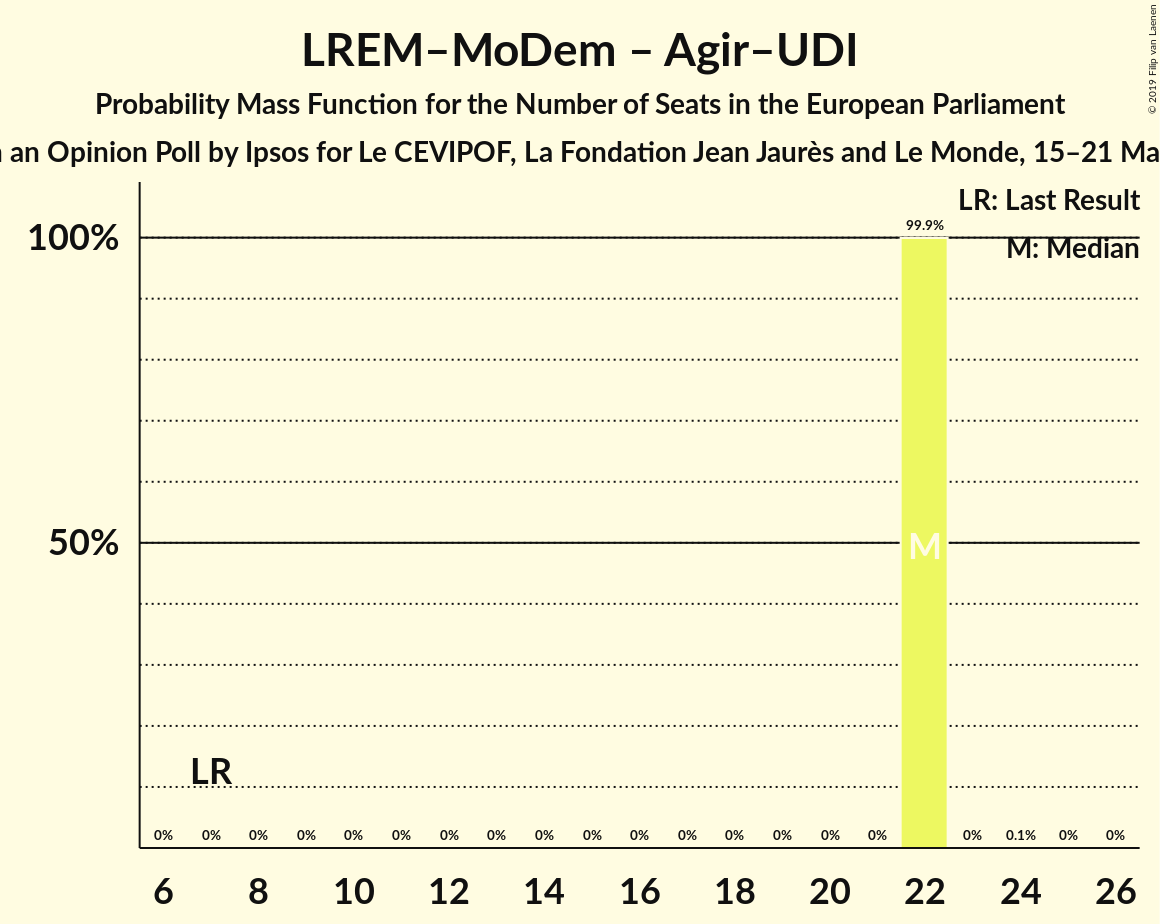 LREM–MoDem – Agir–UDI
Probability Mass Function for the Number of Seats in the European Parliament
an Opinion Poll by Ipsos for Le CEVIPOF, La Fondation Jean Jaurès and Le Monde, 15–21 Ma
© 2019 Filip van Laenen
LR: Last Result
M: Median
99.9%
100%
50%
M
LR
0% 0% 0% 0% 0% 0% 0% 0% 0% 0% 0% 0% 0% 0% 0% 0% 0% 0.1% 0% 0%
6 8 10 12 14 16 18 20 22 24 26